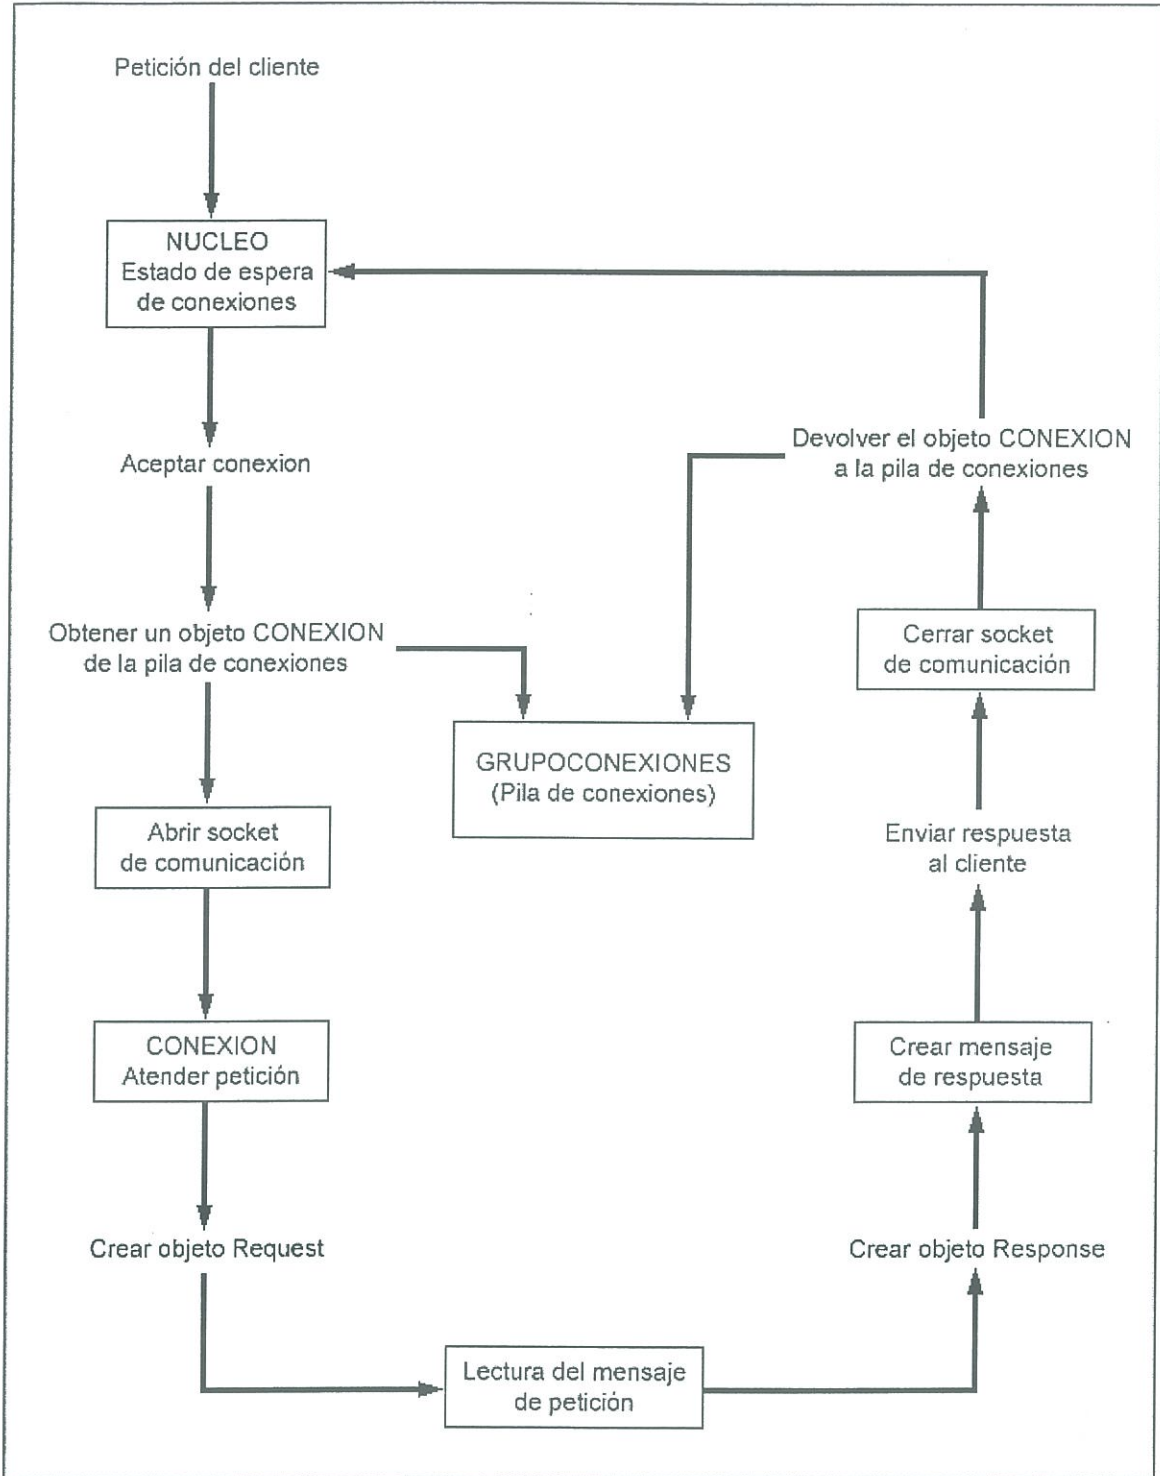 Petición del cliente
NUCLEO
Estado de espera
de conexiones
Aceptar conexion
Obtener un objeto CONEXION
de la pila de conexiones
Abrir socket
de comunicación
CONEXION
Atender petición
Crear objeto Request
Lectura del mensaje
de petición
Crear objeto Response
Crear mensaje
de respuesta
Enviar respuesta
al cliente
Cerrar socket
de comunicación
Devolver el objeto CONEXION
a la pila de conexiones
GRUPOCONEXIONES
(Pila de conexiones)